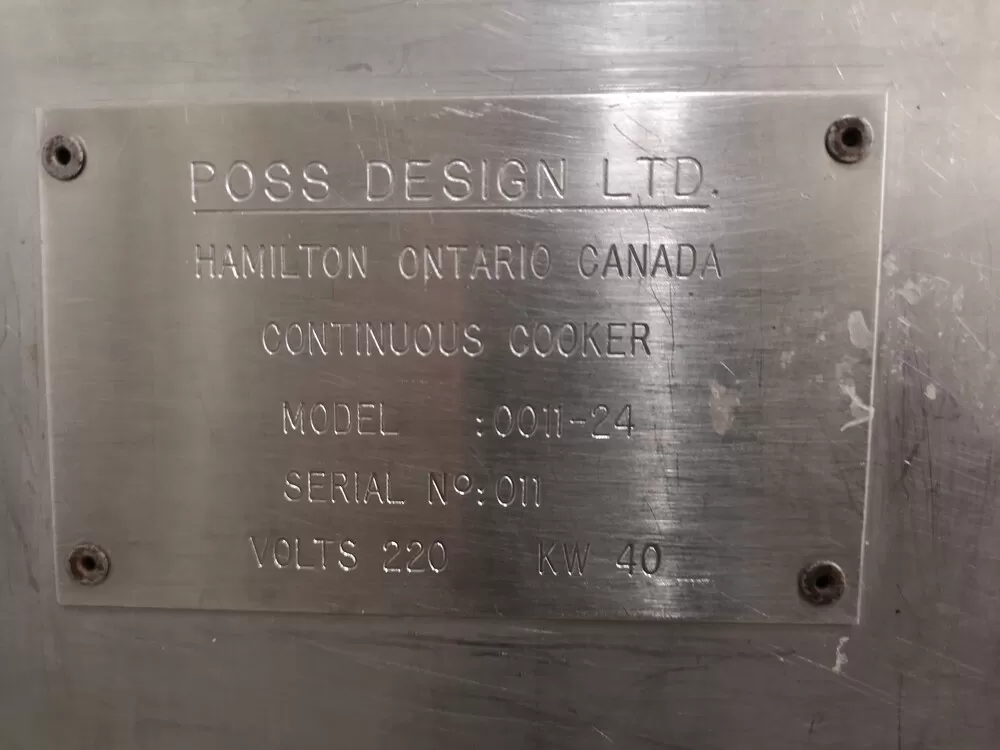 POSS DESIGN LTD.
HAMILTON ONTARIO CANADA
CONTINUOUS COOKER
MODEL :0011-24
SERIAL Nº:011
VOLTS 220 KW 40